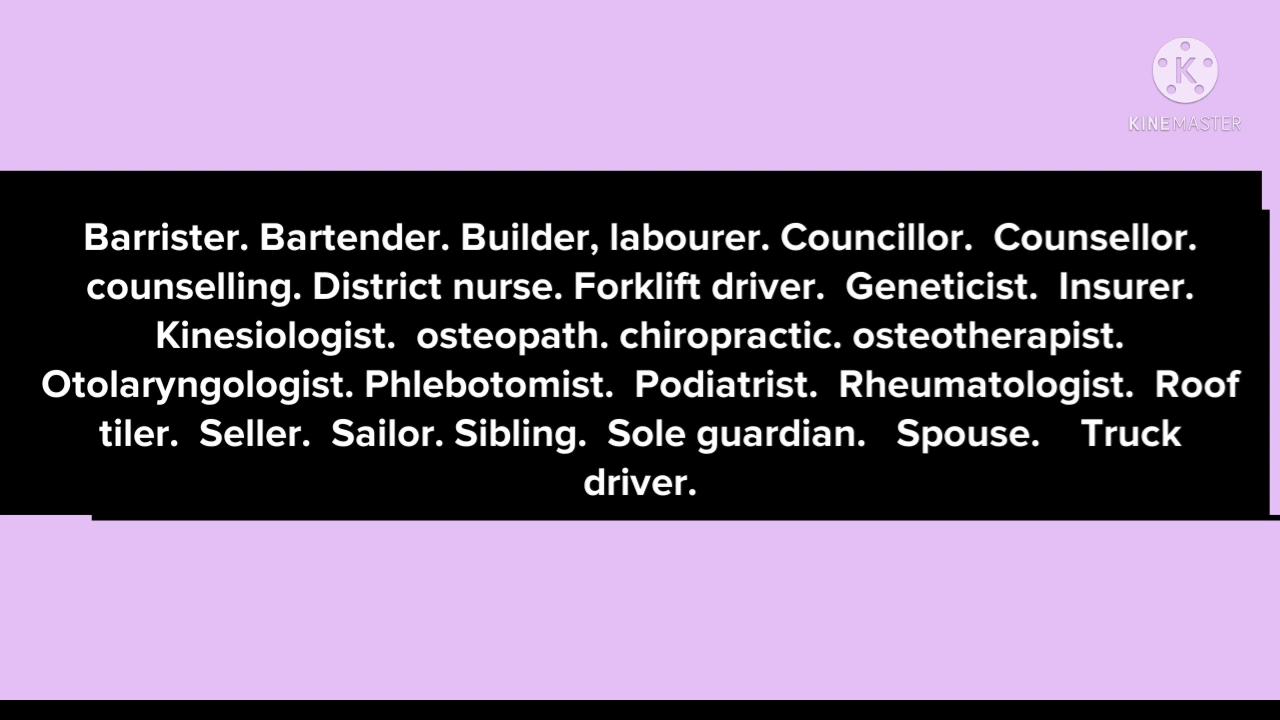 KINEMASTER
Barrister. Bartender. Builder, labourer. Councillor.  Counsellor.
counselling. District nurse. Forklift driver.  Geneticist.  Insurer.
Kinesiologist.  osteopath. chiropractic. osteotherapist.
Otolaryngologist. Phlebotomist.  Podiatrist.  Rheumatologist.  Roof
tiler.  Seller.  Sailor. Sibling.  Sole guardian.   Spouse.    Truck
driver.